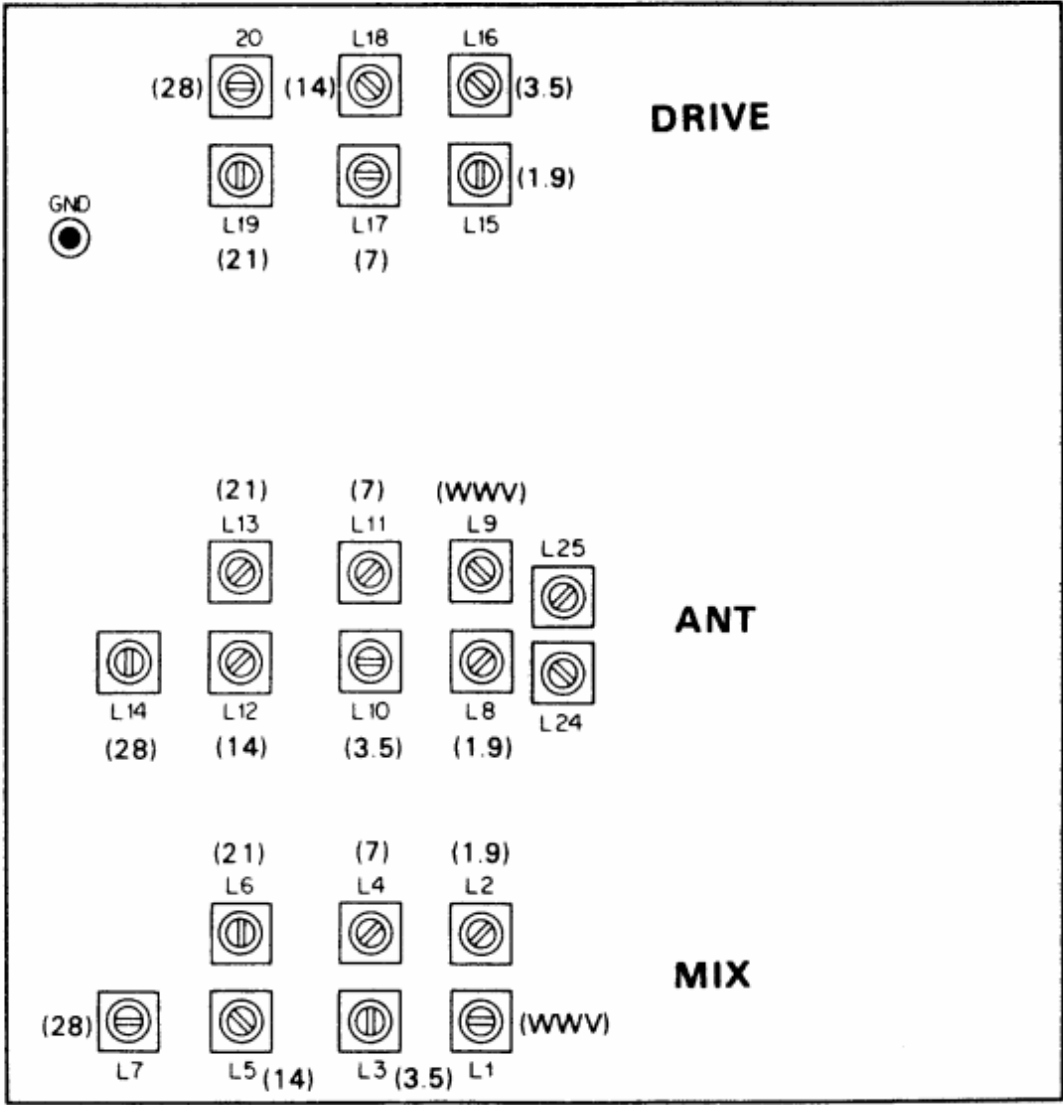 20 L18 L16
(28) (14) (3.5)
DRIVE
(1.9)
GND
L19 L17 L15
(21) (7)
(21) (7) (WWV)
L13 L11 L9
L25
ANT
L14 L12 L10 L8
L24
(28) (14) (3.5) (1.9)
(21) (7) (1.9)
L6 L4 L2
MIX
(28) (WWV)
L7 L5 (14) L3 (3.5) L1